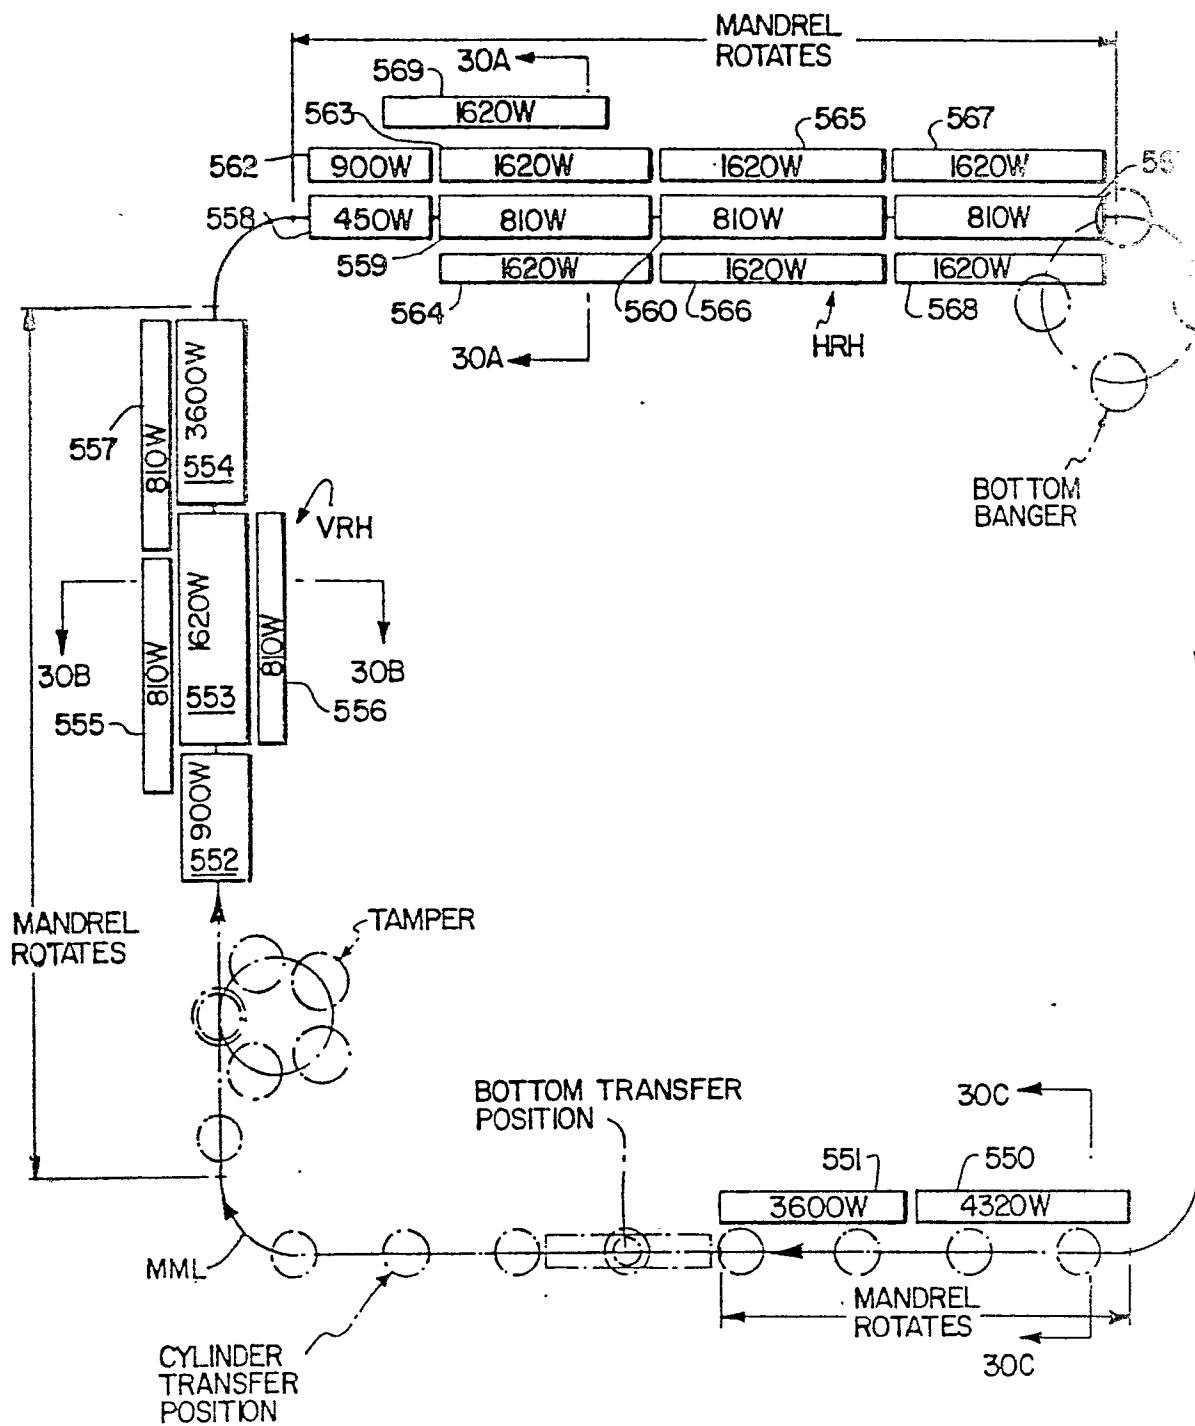 MANDREL
ROTATES
30A
569
1620W
563
565
567
562
900W
1620W
1620W
1620W
558
450W
810W
810W
810W
559
1620W
1620W
1620W
564
560
566
568
HRH
30A
3600W
554
557
810W
BOTTOM
BANGER
VRH
1620W
553
810W
810W
30B
30B
555
556
900W
552
MANDREL
ROTATES
TAMPER
BOTTOM TRANSFER
POSITION
30C
551
550
3600W
4320W
MML
MANDREL
ROTATES
30C
CYLINDER
TRANSFER
POSITION